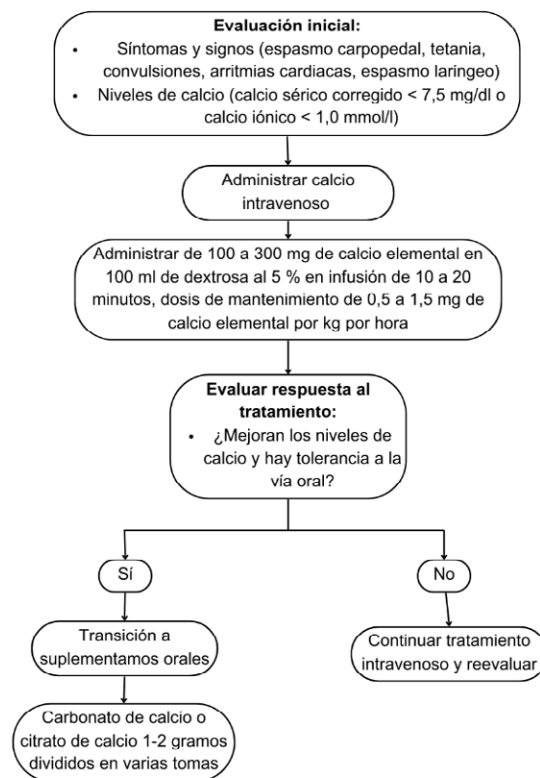 Evaluación inicial:
• Síntomas y signos (espasmo carpopedal, tetania,
convulsiones, arritmias cardiacas, espasmo laríngeo)
• Niveles de calcio (calcio sérico corregido < 7,5 mg/dl o
calcio iónico < 1,0 mmol/l)
Administrar calcio
intravenoso
Administrar de 100 a 300 mg de calcio elemental en
100 ml de dextrosa al 5 % en infusión de 10 a 20
minutos, dosis de mantenimiento de 0,5 a 1,5 mg de
calcio elemental por kg por hora
Evaluar respuesta al
tratamiento:
• ¿Mejoran los niveles de
calcio y hay tolerancia a la
vía oral?
Sí
No
Transición a
suplementamos orales
Continuar tratamiento
intravenoso y reevaluar
Carbonato de calcio o
citrato de calcio 1-2 gramos
divididos en varias tomas